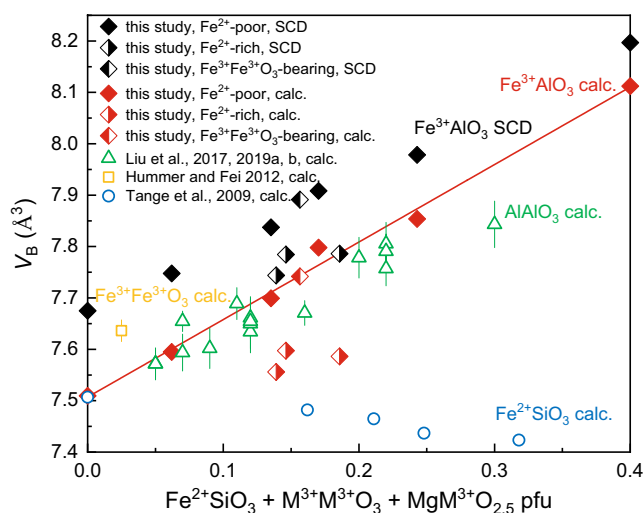 8.2
8.1
8.0
7.9
7.8
7.7
7.6
7.5
7.4
V_B (Å³)
this study, Fe²⁺-poor, SCD
this study, Fe²⁺-rich, SCD
this study, Fe³⁺Fe³⁺O₃-bearing, SCD
this study, Fe²⁺-poor, calc.
this study, Fe²⁺-rich, calc.
this study, Fe³⁺Fe³⁺O₃-bearing, calc.
Liu et al., 2017, 2019a, b, calc.
Hummer and Fei 2012, calc.
Tange et al., 2009, calc.
Fe³⁺AlO₃ calc.
Fe³⁺AlO₃ SCD
AlAlO₃ calc.
Fe³⁺Fe³⁺O₃ calc.
Fe²⁺SiO₃ calc.
0.0 0.1 0.2 0.3 0.4
Fe²⁺SiO₃ + M³⁺M³⁺O₃ + MgM³⁺O₂.₅ pfu